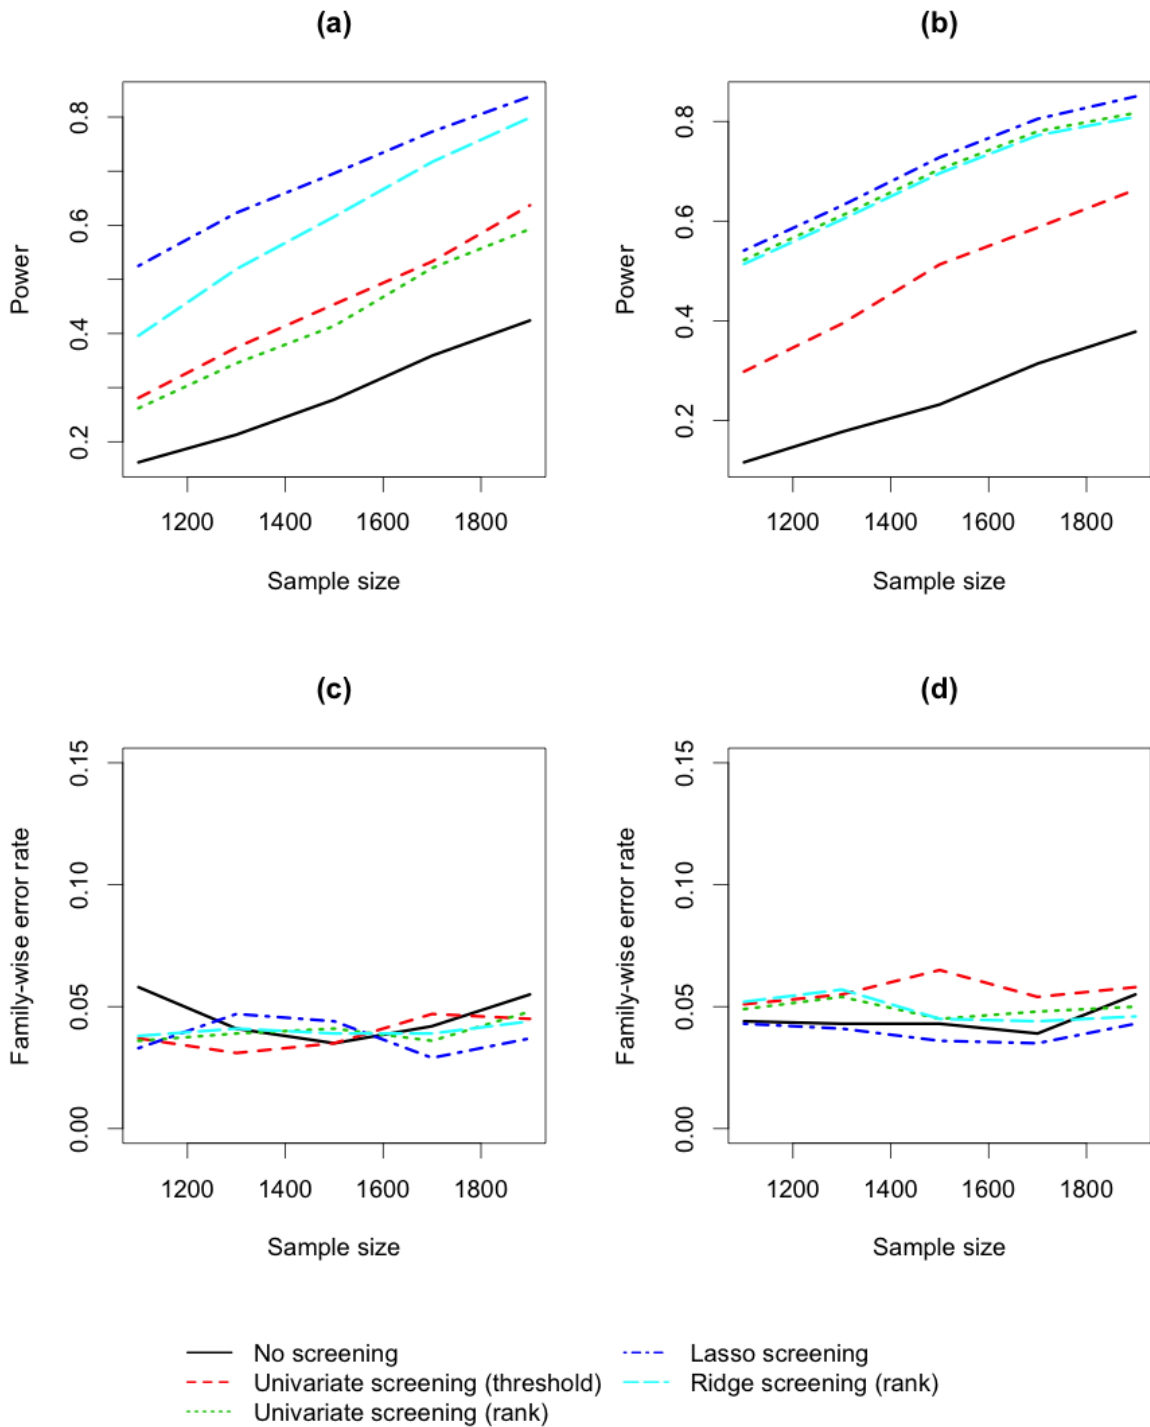 (a)
Power
0.2 0.4 0.6 0.8
1200 1400 1600 1800
Sample size
(b)
Power
0.2 0.4 0.6 0.8
1200 1400 1600 1800
Sample size
(c)
Family-wise error rate
0.00 0.05 0.10 0.15
1200 1400 1600 1800
Sample size
(d)
Family-wise error rate
0.00 0.05 0.10 0.15
1200 1400 1600 1800
Sample size
No screening
Univariate screening (threshold)
Univariate screening (rank)
Lasso screening
Ridge screening (rank)